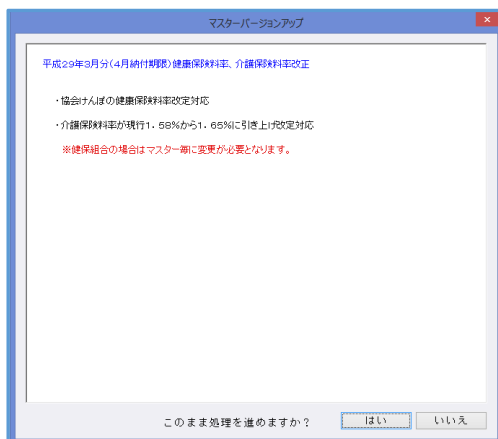 マスターバージョンアップ
平成29年3月分(4月納付期限)健康保険料率、介護保険料率改正
・協会けんぽの健康保険料率改定対応
・介護保険料率が現行1．58%から1．65%に引き上げ改定対応
※健保組合の場合はマスター毎に変更が必要となります。
このまま処理を進めますか？ はい いいえ